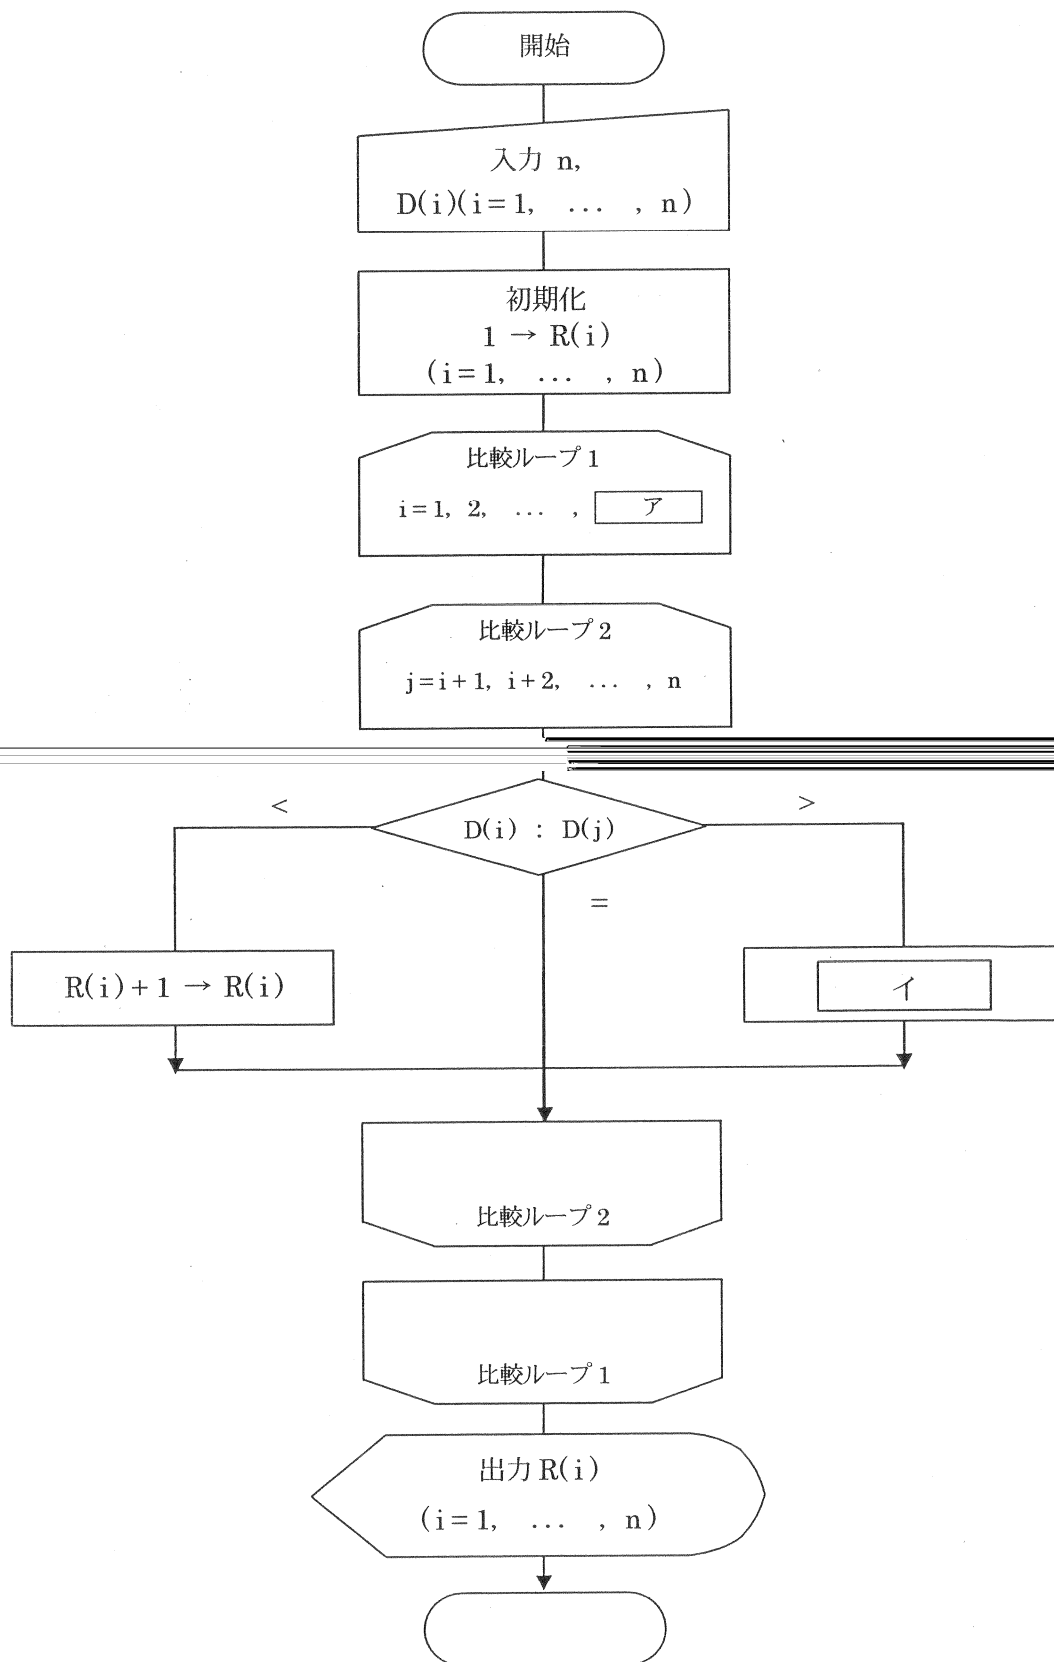 開始
入力 n,
D(i)(i=1, ... , n)
初期化
1 → R(i)
(i=1, ... , n)
比較ループ 1
i=1, 2, ... , ア
比較ループ 2
j=i+1, i+2, ... , n
< >
D(i) : D(j)
=
R(i)+1 → R(i)
イ
比較ループ 2
比較ループ 1
出力 R(i)
(i=1, ... , n)